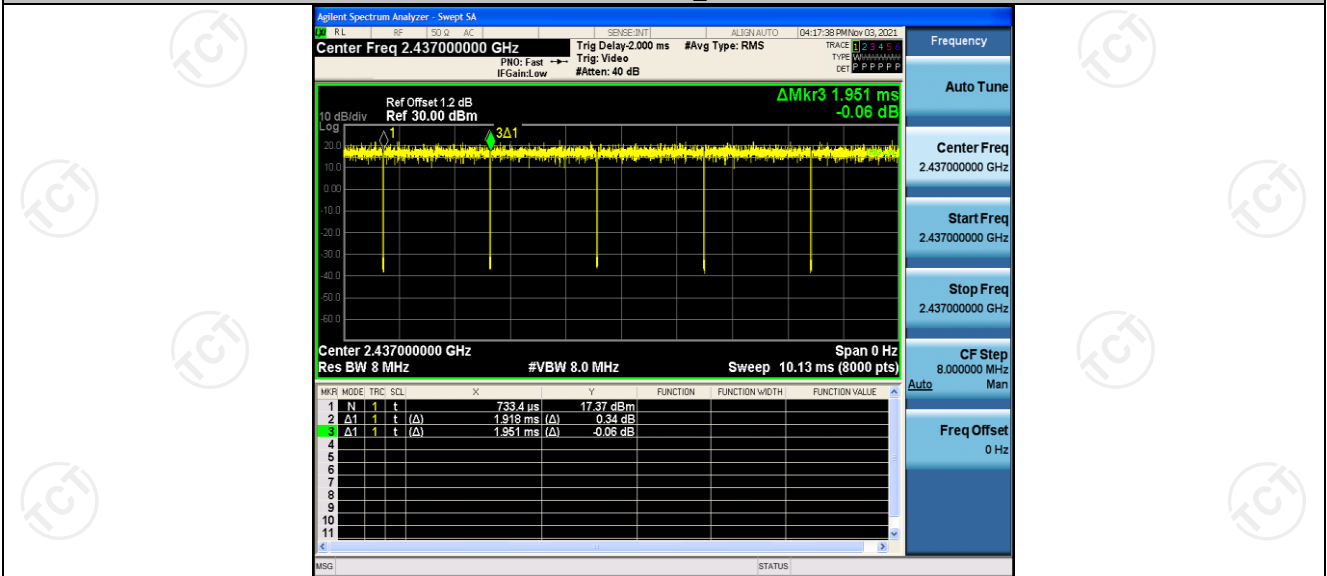 Agilent Spectrum Analyzer - Swept SA
RL RF 50 Ω AC SENSE:INT ALIGN AUTO 04:17:38 PM Nov 03, 2021
Center Freq 2.437000000 GHz
PNO: Fast
IFGain:Low
Trig Delay-2.000 ms
Trig: Video
#Atten: 40 dB
#Avg Type: RMS
TRACE 1 2 3 4 5 6
TYPE W
DET P P P P P P
ΔMkr3 1.951 ms
-0.06 dB
Ref Offset 1.2 dB
10 dB/div Ref 30.00 dBm
Log
1
3Δ1
20.0
10.0
0.00
-10.0
-20.0
-30.0
-40.0
-50.0
-60.0
Center 2.437000000 GHz Span 0 Hz
Res BW 8 MHz #VBW 8.0 MHz Sweep 10.13 ms (8000 pts)
MKR MODE TRC SCL X Y FUNCTION FUNCTION WIDTH FUNCTION VALUE
1 N 1 t 733.4 us 17.37 dBm
2 Δ1 1 t (Δ) 1.918 ms (Δ) 0.34 dB
3 Δ1 1 t (Δ) 1.951 ms (Δ) -0.06 dB
4
5
6
7
8
9
10
11
MSG STATUS
Frequency
Auto Tune
Center Freq
2.437000000 GHz
Start Freq
2.437000000 GHz
Stop Freq
2.437000000 GHz
CF Step
8.000000 MHz
Auto Man
Freq Offset
0 Hz
TCT
TCT
TCT
TCT
TCT
TCT
TCT
TCT